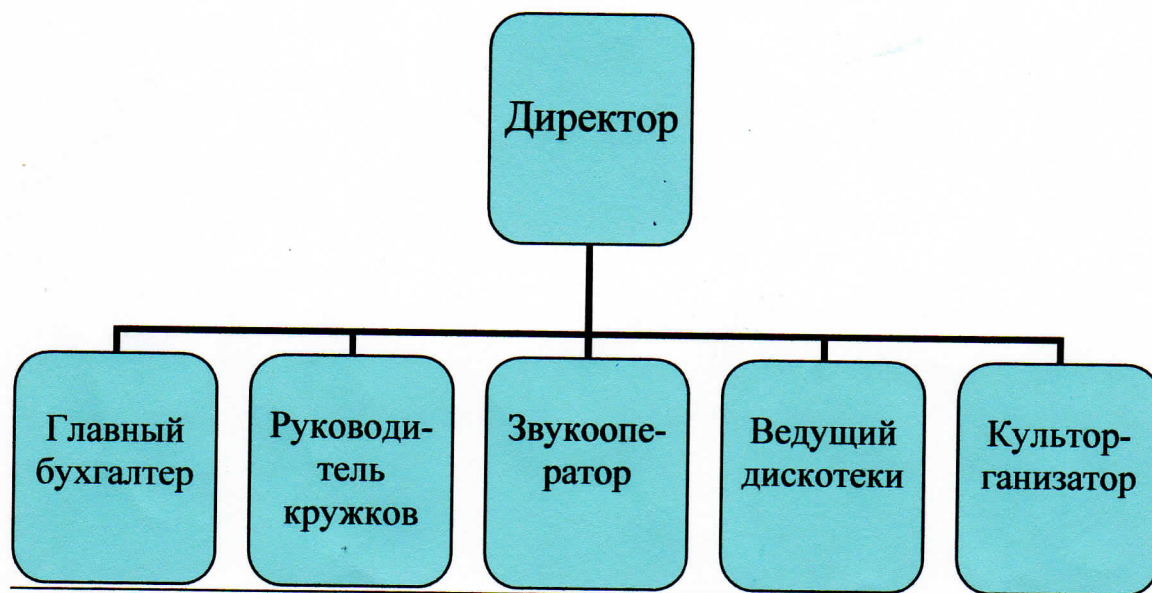 Директор
Главный
бухгалтер
Руководи-
тель
кружков
Звукоопе-
ратор
Ведущий
дискотеки
Культор-
ганизатор